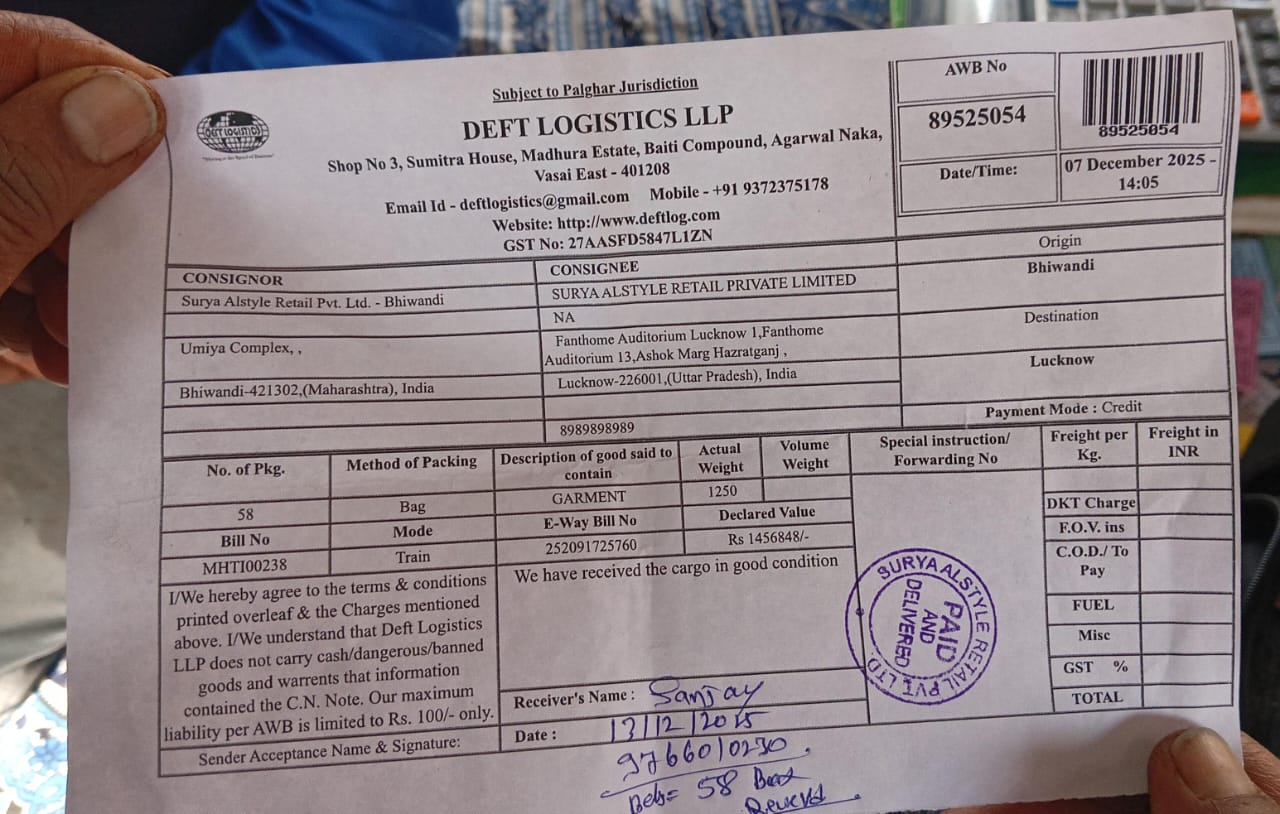 Subject to Palghar Jurisdiction
DEFT LOGISTICS
DEFT LOGISTICS LLP
Shop No 3, Sumitra House, Madhura Estate, Baiti Compound, Agarwal Naka,
Vasai East - 401208
Email Id - deftlogistics@gmail.com Mobile - +91 9372375178
Website: http://www.deftlog.com
GST No: 27AASFD5847L1ZN
AWB No
89525054
89525054
Date/Time:
07 December 2025 -
14:05
CONSIGNOR
Surya Alstyle Retail Pvt. Ltd. - Bhiwandi
Umiya Complex, ,
Bhiwandi-421302,(Maharashtra), India
CONSIGNEE
SURYA ALSTYLE RETAIL PRIVATE LIMITED
NA
Fanthome Auditorium Lucknow 1,Fanthome
Auditorium 13,Ashok Marg Hazratganj ,
Lucknow-226001,(Uttar Pradesh), India
8989898989
Origin
Bhiwandi
Destination
Lucknow
Payment Mode : Credit
No. of Pkg.
58
Bill No
MHTI00238
Method of Packing
Bag
Mode
Train
Description of good said to
contain
GARMENT
E-Way Bill No
252091725760
Actual
Weight
1250
Volume
Weight
Declared Value
Rs 1456848/-
Special instruction/
Forwarding No
Freight per
Kg.
Freight in
INR
DKT Charge
F.O.V. ins
C.O.D./ To
Pay
FUEL
Misc
GST %
TOTAL
I/We hereby agree to the terms & conditions
printed overleaf & the Charges mentioned
above. I/We understand that Deft Logistics
LLP does not carry cash/dangerous/banned
goods and warrents that information
contained the C.N. Note. Our maximum
liability per AWB is limited to Rs. 100/- only.
Sender Acceptance Name & Signature:
We have received the cargo in good condition
Receiver's Name : Sanjay
Date : 13/12/2015
9766010230
58
SURYA ALSTYLE RETAIL PVT. LTD.
PAID
AND
DELIVERED